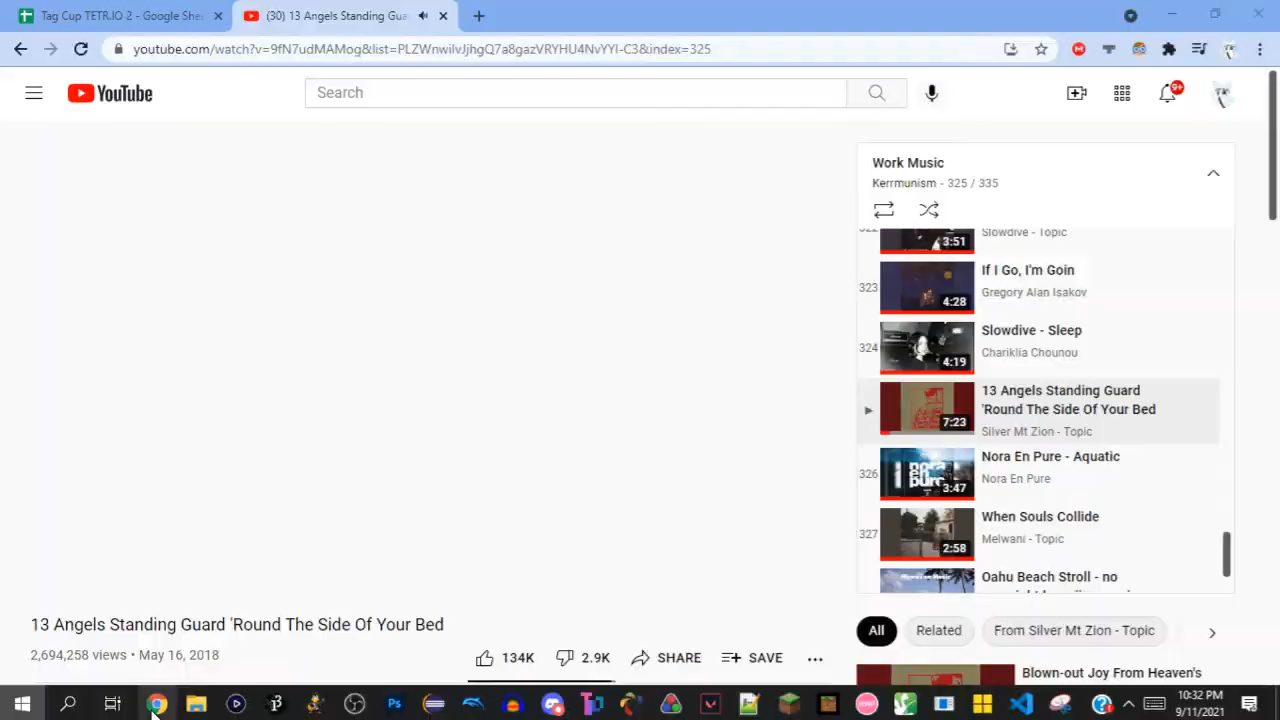 Tag Cup TETR.IO 2 - Google She
(30) 13 Angels Standing Gua
youtube.com/watch?v=9fN7udMAMog&list=PLZWnwiIvJjhgQ7a8gazVRYHU4NvYYI-C3&index=325
YouTube
Search
9+
Work Music
Kerrmunism - 325 / 335
322
3:51
Slowdive - Topic
323
4:28
If I Go, I'm Goin
Gregory Alan Isakov
324
4:19
Slowdive - Sleep
Chariklia Chounou
7:23
13 Angels Standing Guard
'Round The Side Of Your Bed
Silver Mt Zion - Topic
326
nora en pure
3:47
Nora En Pure - Aquatic
Nora En Pure
327
2:58
When Souls Collide
Melwani - Topic
Oahu Beach Stroll - no
13 Angels Standing Guard 'Round The Side Of Your Bed
2,694,258 views • May 16, 2018
134K
2.9K
SHARE
SAVE
All
Related
From Silver Mt Zion - Topic
Blown-out Joy From Heaven's
10:32 PM
9/11/2021